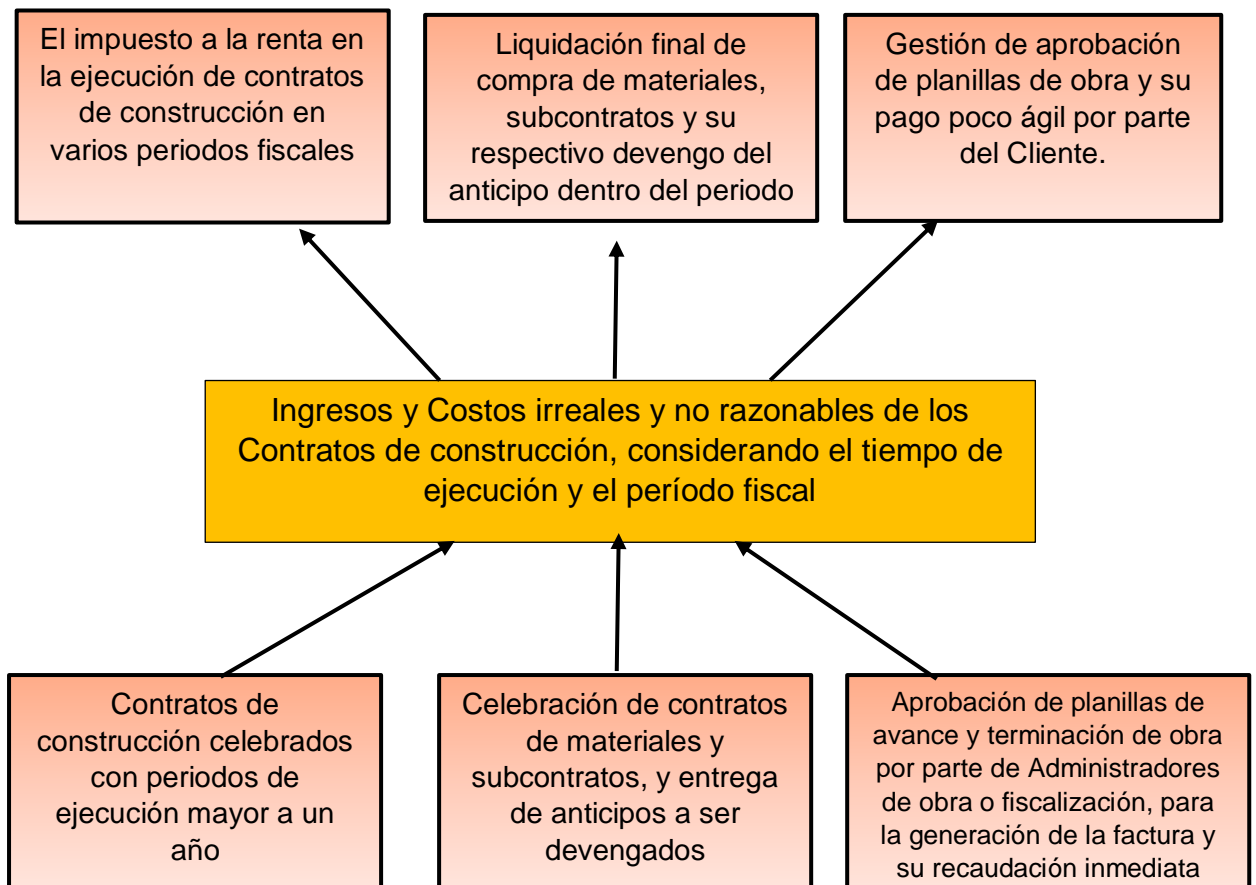 El impuesto a la renta en
la ejecución de contratos
de construcción en
varios periodos fiscales
Liquidación final de
compra de materiales,
subcontratos y su
respectivo devengo del
anticipo dentro del periodo
Gestión de aprobación
de planillas de obra y su
pago poco ágil por parte
del Cliente.
Ingresos y Costos irreales y no razonables de los
Contratos de construcción, considerando el tiempo de
ejecución y el período fiscal
Contratos de
construcción celebrados
con periodos de
ejecución mayor a un
año
Celebración de contratos
de materiales y
subcontratos, y entrega
de anticipos a ser
devengados
Aprobación de planillas de
avance y terminación de obra
por parte de Administradores
de obra o fiscalización, para
la generación de la factura y
su recaudación inmediata